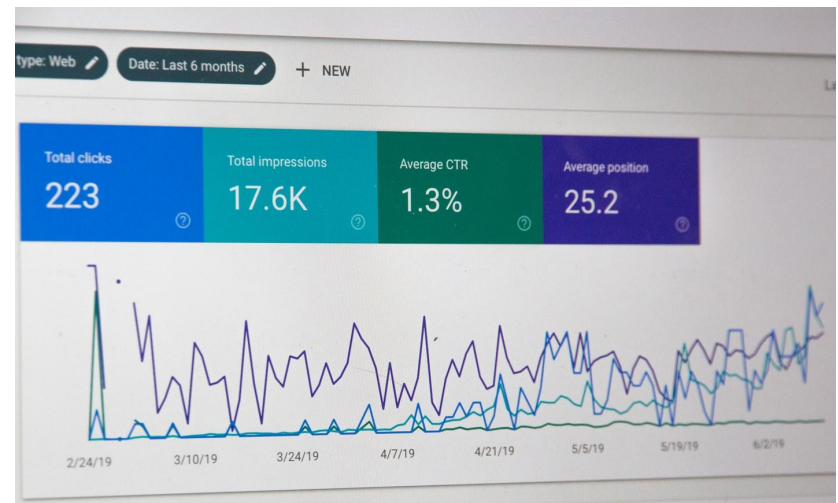 type: Web
Date: Last 6 months
+ NEW
Total clicks
223
Total impressions
17.6K
Average CTR
1.3%
Average position
25.2
2/24/19
3/10/19
3/24/19
4/7/19
4/21/19
5/5/19
5/19/19
6/2/19